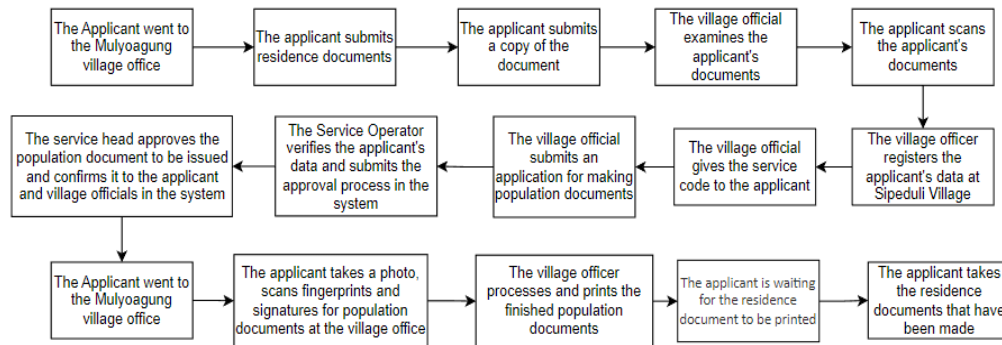 The Applicant went to
the Mulyoagung
village office
The applicant submits
residence documents
The applicant submits
a copy of the
document
The village official
examines the
applicant's
documents
The applicant scans
the applicant's
documents
The village officer
registers the
applicant's data at
Sipeduli Village
The village official
gives the service
code to the applicant
The village official
submits an
application for making
population documents
The Service Operator
verifies the applicant's
data and submits the
approval process in the
system
The service head approves the
population document to be issued
and confirms it to the applicant
and village officials in the system
The Applicant went to
the Mulyoagung
village office
The applicant takes a photo,
scans fingerprints and
signatures for population
documents at the village office
The village officer
processes and prints the
finished population
documents
The applicant is waiting
for the residence
document to be printed
The applicant takes
the residence
documents that have
been made